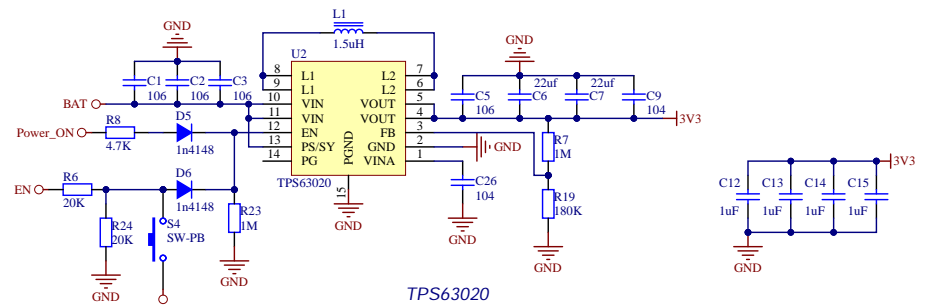 L1
1.5uH
GND
GND
U2
8 L1 L2 7
9 L1 L2 6
10 VIN VOUT 5
11 VIN VOUT 4
12 EN FB 3
13 PS/SY GND 2
14 PG VINA 1
PGND
15
TPS63020
GND
C1
106
C2
106
C3
106
BAT
Power_ON
R8
4.7K
D5
1n4148
EN
R6
20K
D6
1n4148
R24
20K
S4
SW-PB
R23
1M
GND
GND
GND
C26
104
GND
C5
106
22uf
C6
22uf
C7
C9
104
3V3
R7
1M
R19
180K
GND
3V3
C12
1uF
C13
1uF
C14
1uF
C15
1uF
GND
TPS63020